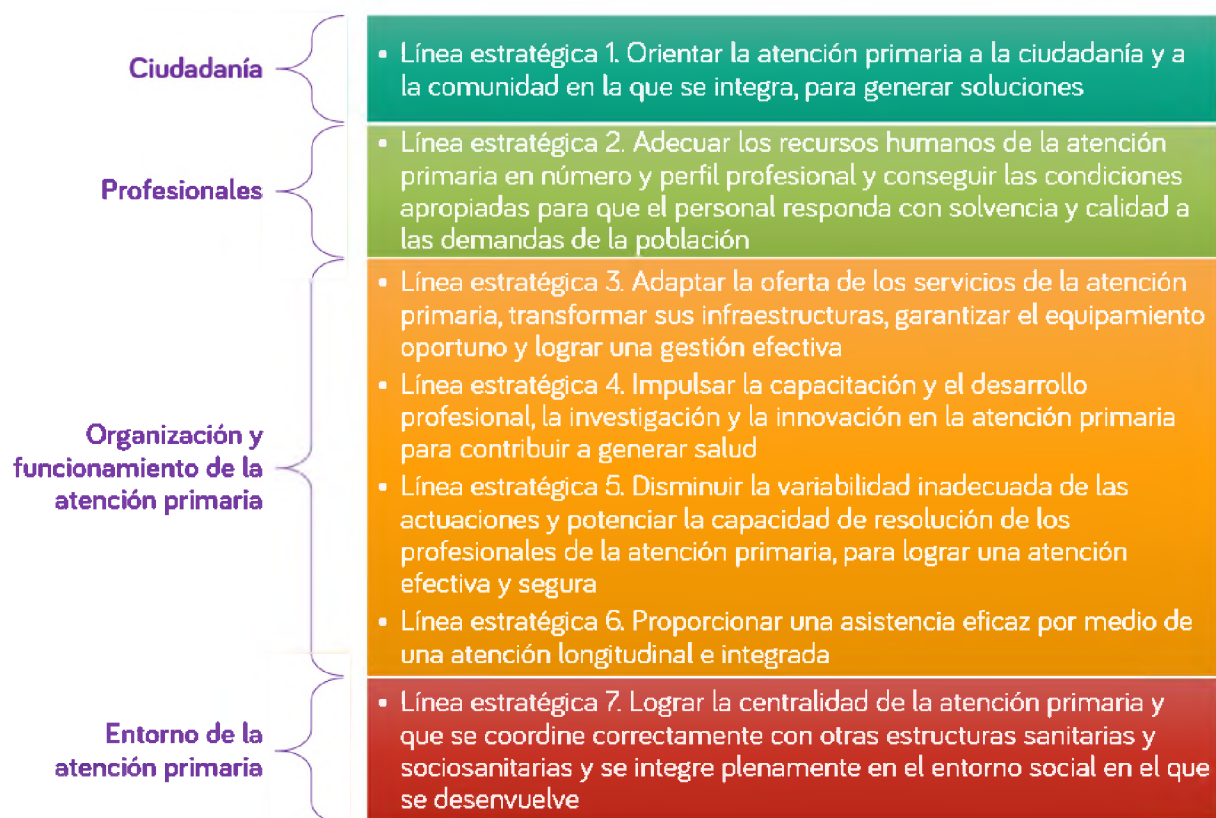 Ciudadanía
• Línea estratégica 1. Orientar la atención primaria a la ciudadanía y a
la comunidad en la que se integra, para generar soluciones
Profesionales
• Línea estratégica 2. Adecuar los recursos humanos de la atención
primaria en número y perfil profesional y conseguir las condiciones
apropiadas para que el personal responda con solvencia y calidad a
las demandas de la población
Organización y
funcionamiento de la
atención primaria
• Línea estratégica 3. Adaptar la oferta de los servicios de la atención
primaria, transformar sus infraestructuras, garantizar el equipamiento
oportuno y lograr una gestión efectiva
• Línea estratégica 4. Impulsar la capacitación y el desarrollo
profesional, la investigación y la innovación en la atención primaria
para contribuir a generar salud
• Línea estratégica 5. Disminuir la variabilidad inadecuada de las
actuaciones y potenciar la capacidad de resolución de los
profesionales de la atención primaria, para lograr una atención
efectiva y segura
• Línea estratégica 6. Proporcionar una asistencia eficaz por medio de
una atención longitudinal e integrada
Entorno de la
atención primaria
• Línea estratégica 7. Lograr la centralidad de la atención primaria y
que se coordine correctamente con otras estructuras sanitarias y
sociosanitarias y se integre plenamente en el entorno social en el que
se desenvuelve